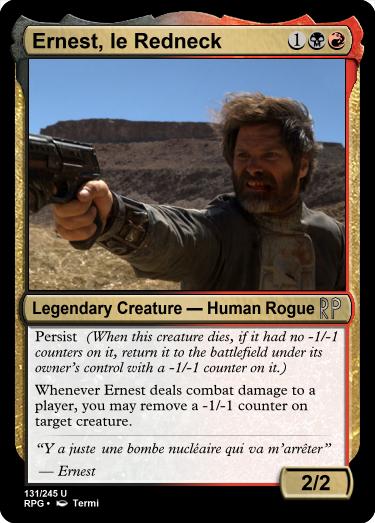 Ernest, le Redneck 1
Legendary Creature — Human Rogue RP
Persist (When this creature dies, if it had no -1/-1
counters on it, return it to the battlefield under its
owner's control with a -1/-1 counter on it.)
Whenever Ernest deals combat damage to a
player, you may remove a -1/-1 counter on
target creature.
“Y a juste une bombe nucléaire qui va m'arrêter”
— Ernest
2/2
131/245 U
RPG • Termi